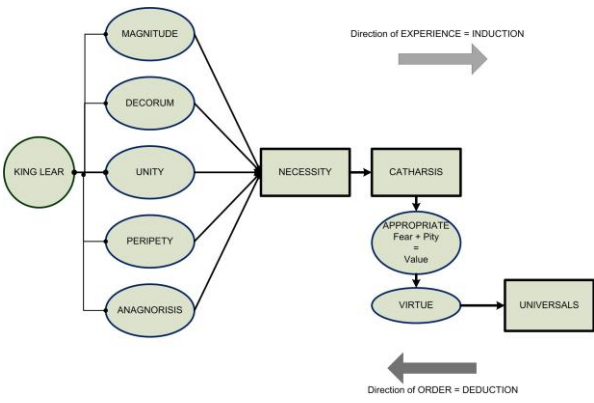 MAGNITUDE
Direction of EXPERIENCE = INDUCTION
DECORUM
KING LEAR
UNITY
NECESSITY
CATHARSIS
APPROPRIATE
Fear + Pity
=
Value
PERIPETY
ANAGNORISIS
VIRTUE
UNIVERSALS
Direction of ORDER = DEDUCTION